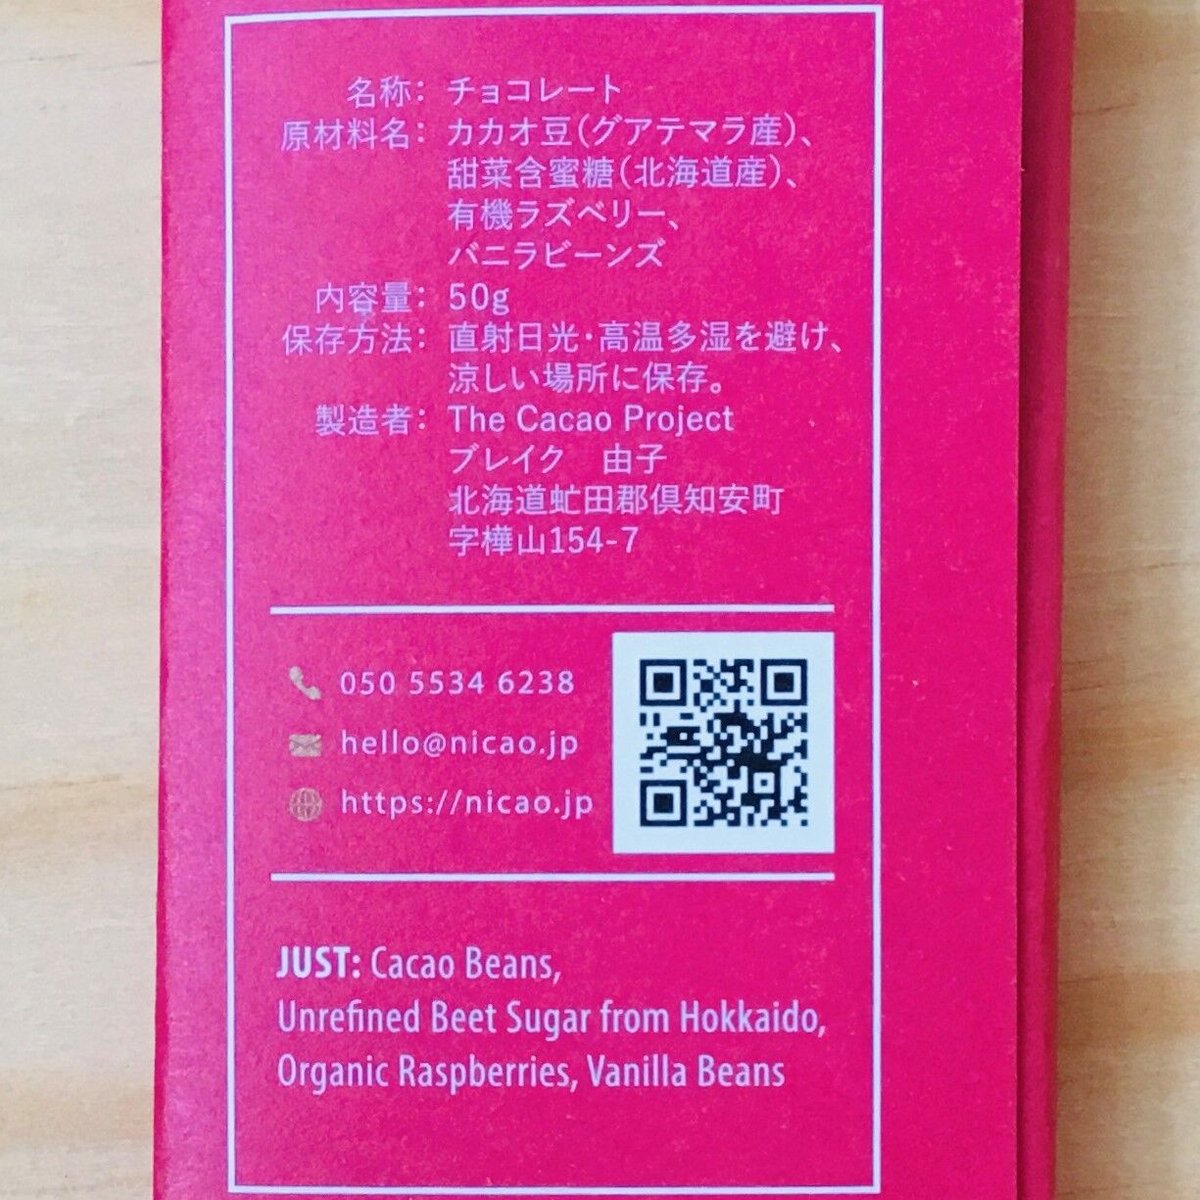 名称： チョコレート
原材料名： カカオ豆（グアテマラ産）、
甜菜含蜜糖（北海道産）、
有機ラズベリー、
バニラビーンズ
内容量： 50g
保存方法： 直射日光・高温多湿を避け、
涼しい場所に保存。
製造者： The Cacao Project
ブレイク　由子
北海道虻田郡倶知安町
字樺山154-7
050 5534 6238
hello@nicao.jp
https://nicao.jp
JUST: Cacao Beans,
Unrefined Beet Sugar from Hokkaido,
Organic Raspberries, Vanilla Beans